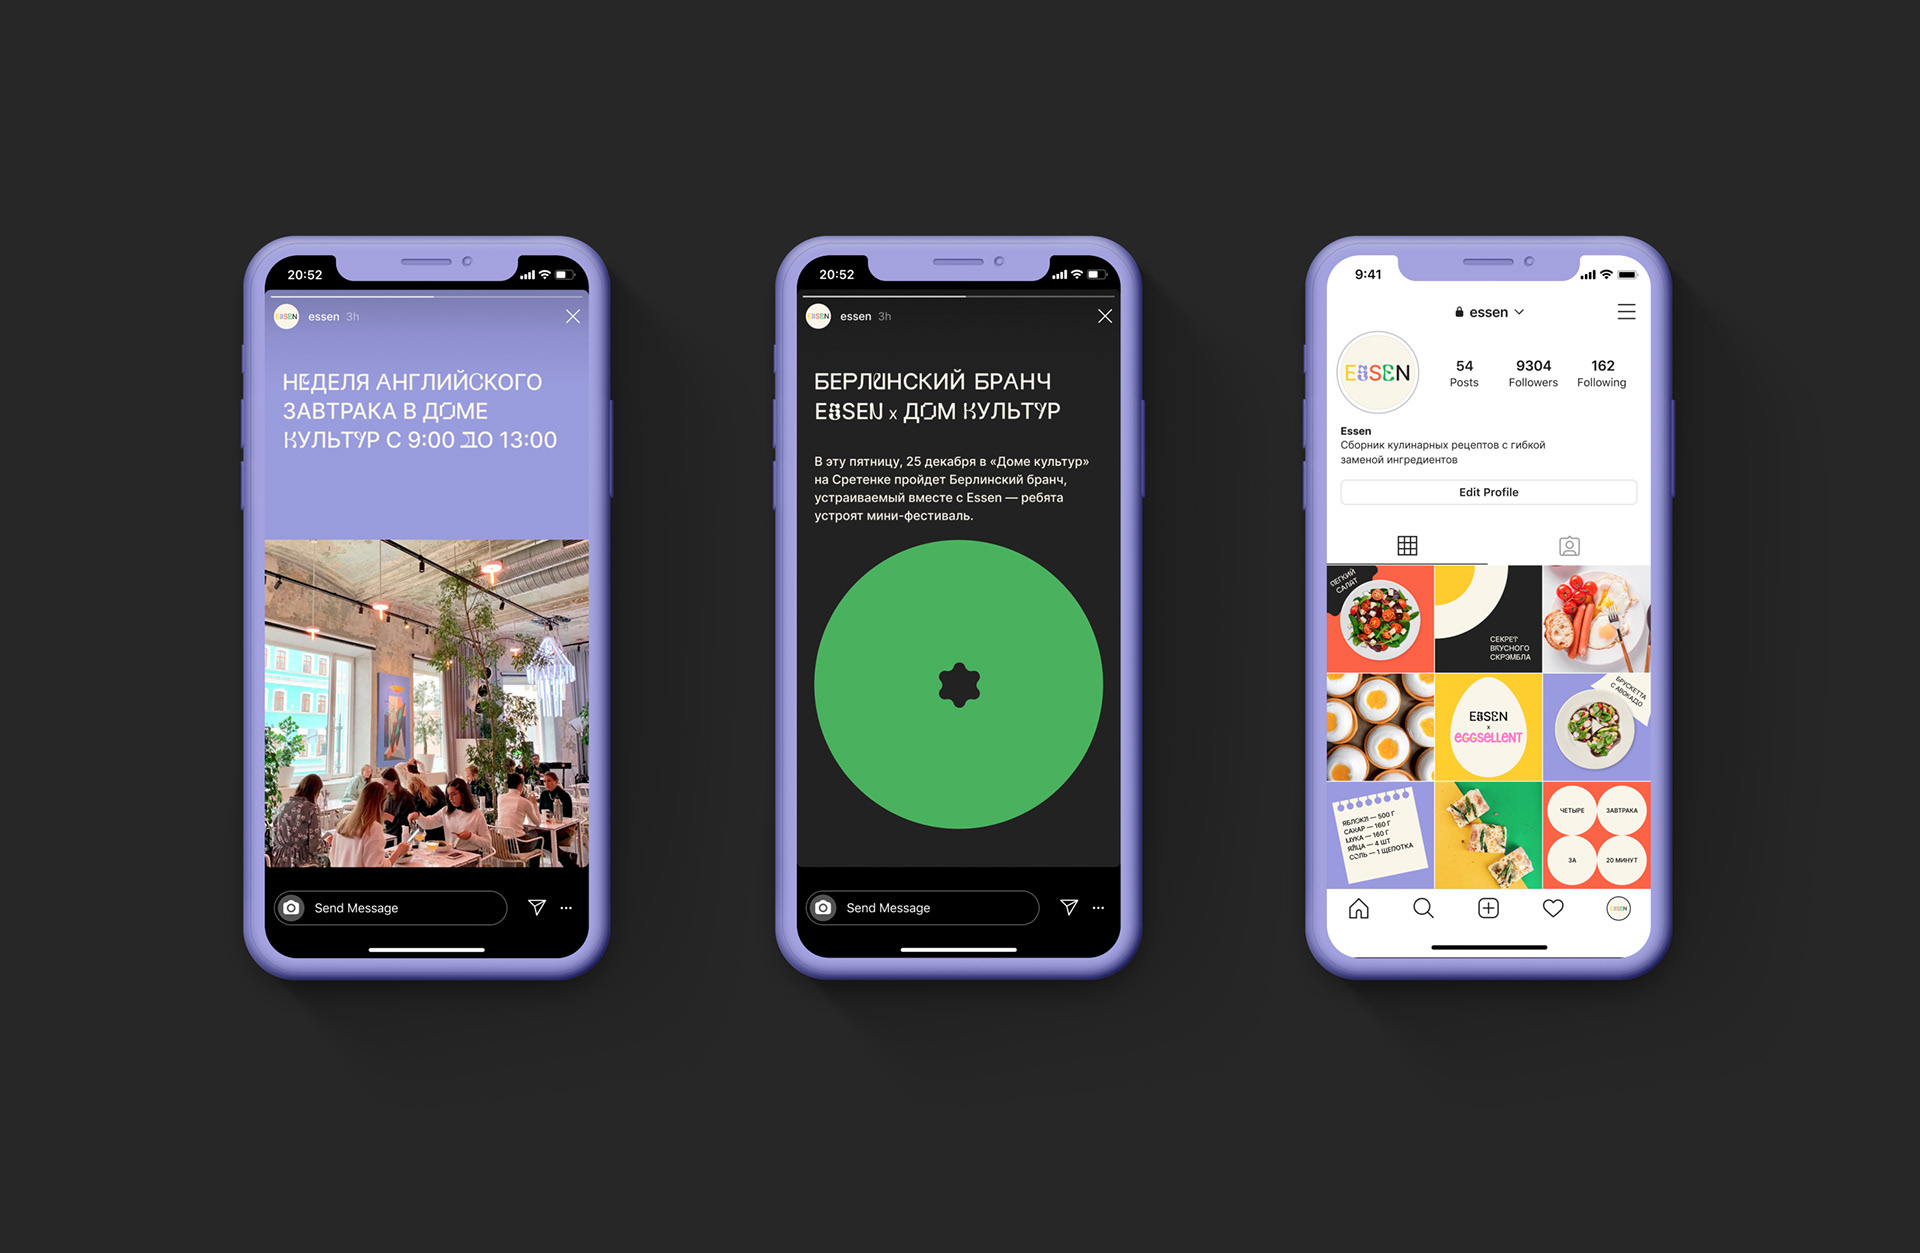 20:52
ESSEN
essen 3h
НЕДЕЛЯ АНГЛИЙСКОГО
ЗАВТРАКА В ДОМЕ
КУЛЬТУР С 9:00 ДО 13:00
Send Message
20:52
ESSEN
essen 3h
БЕРЛИНСКИЙ БРАНЧ
ESSEN x ДОМ КУЛЬТУР
В эту пятницу, 25 декабря в «Доме культур»
на Сретенке пройдет Берлинский бранч,
устраиваемый вместе с Essen — ребята
устроят мини-фестиваль.
Send Message
9:41
essen
ESSEN
54
Posts
9304
Followers
162
Following
Essen
Сборник кулинарных рецептов с гибкой
заменой ингредиентов
Edit Profile
ЛЕГКИЙ
САЛАТ
СЕКРЕТ
ВКУСНОГО
СКРЭМБЛА
ESSEN
x
eggsellent
БРУСКЕТТА
С АВОКАДО
ЯБЛОКИ — 500 Г
САХАР — 160 Г
МУКА — 160 Г
ЯЙЦА — 4 ШТ
СОЛЬ — 1 ЩЕПОТКА
ЧЕТЫРЕ
ЗАВТРАКА
ЗА
20 МИНУТ
ESSEN